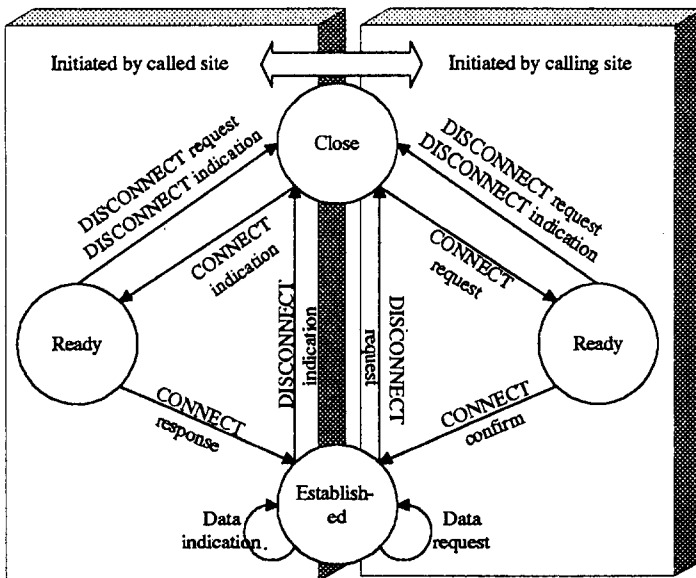 Initiated by called site
Initiated by calling site
Close
DISCONNECT request
DISCONNECT indication
DISCONNECT request
DISCONNECT indication
CONNECT
indication
CONNECT
request
Ready
DISCONNECT
indication
DISCONNECT
request
Ready
CONNECT
response
CONNECT
confirm
Establish-
ed
Data
indication.
Data
request